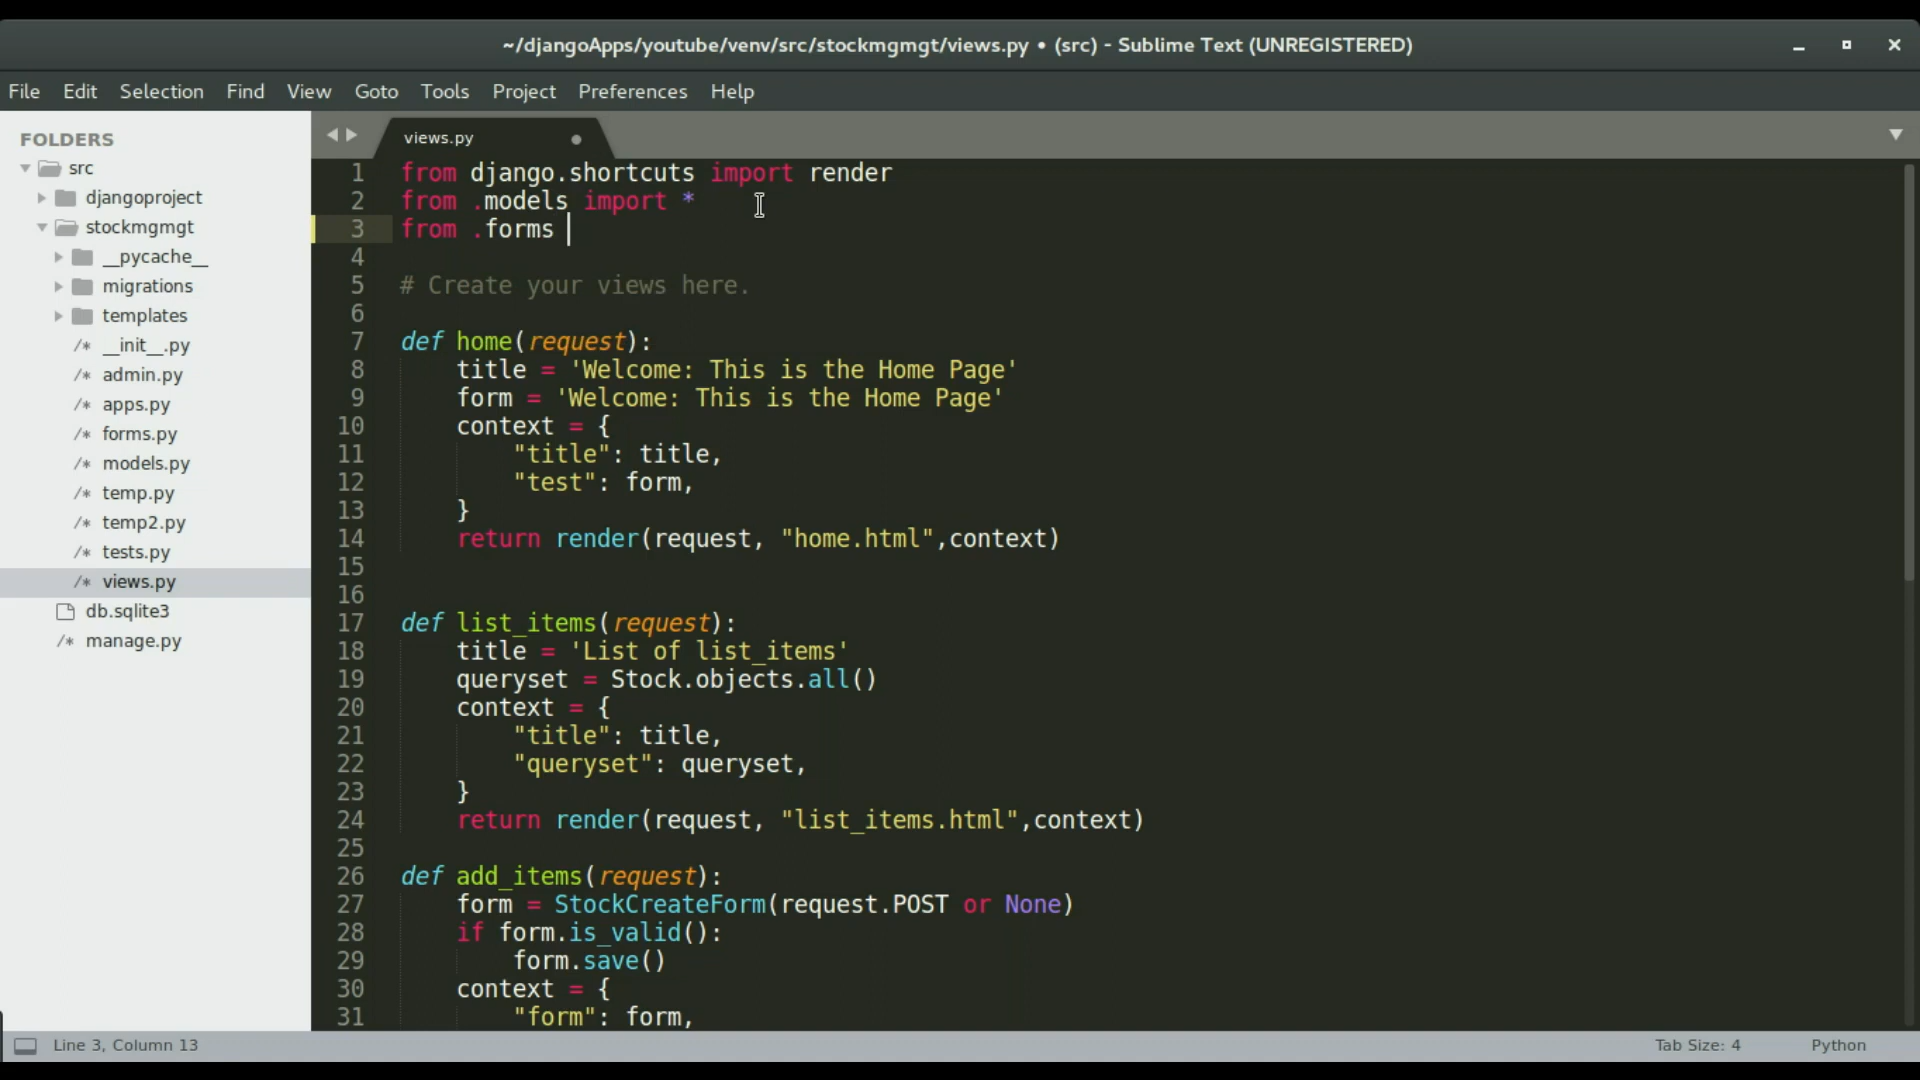 ~/djangoApps/youtube/venv/src/stockmgmgt/views.py • (src) - Sublime Text (UNREGISTERED)
File Edit Selection Find View Goto Tools Project Preferences Help
FOLDERS
src
djangoproject
stockmgmgt
__pycache__
migrations
templates
/* __init__.py
/* admin.py
/* apps.py
/* forms.py
/* models.py
/* temp.py
/* temp2.py
/* tests.py
/* views.py
db.sqlite3
/* manage.py
views.py
1 from django.shortcuts import render
2 from .models import *
3 from .forms
4
5 # Create your views here.
6
7 def home(request):
8     title = 'Welcome: This is the Home Page'
9     form = 'Welcome: This is the Home Page'
10     context = {
11         "title": title,
12         "test": form,
13     }
14     return render(request, "home.html",context)
15
16
17 def list_items(request):
18     title = 'List of list_items'
19     queryset = Stock.objects.all()
20     context = {
21         "title": title,
22         "queryset": queryset,
23     }
24     return render(request, "list_items.html",context)
25
26 def add_items(request):
27     form = StockCreateForm(request.POST or None)
28     if form.is_valid():
29         form.save()
30     context = {
31         "form": form,
Line 3, Column 13
Tab Size: 4 Python